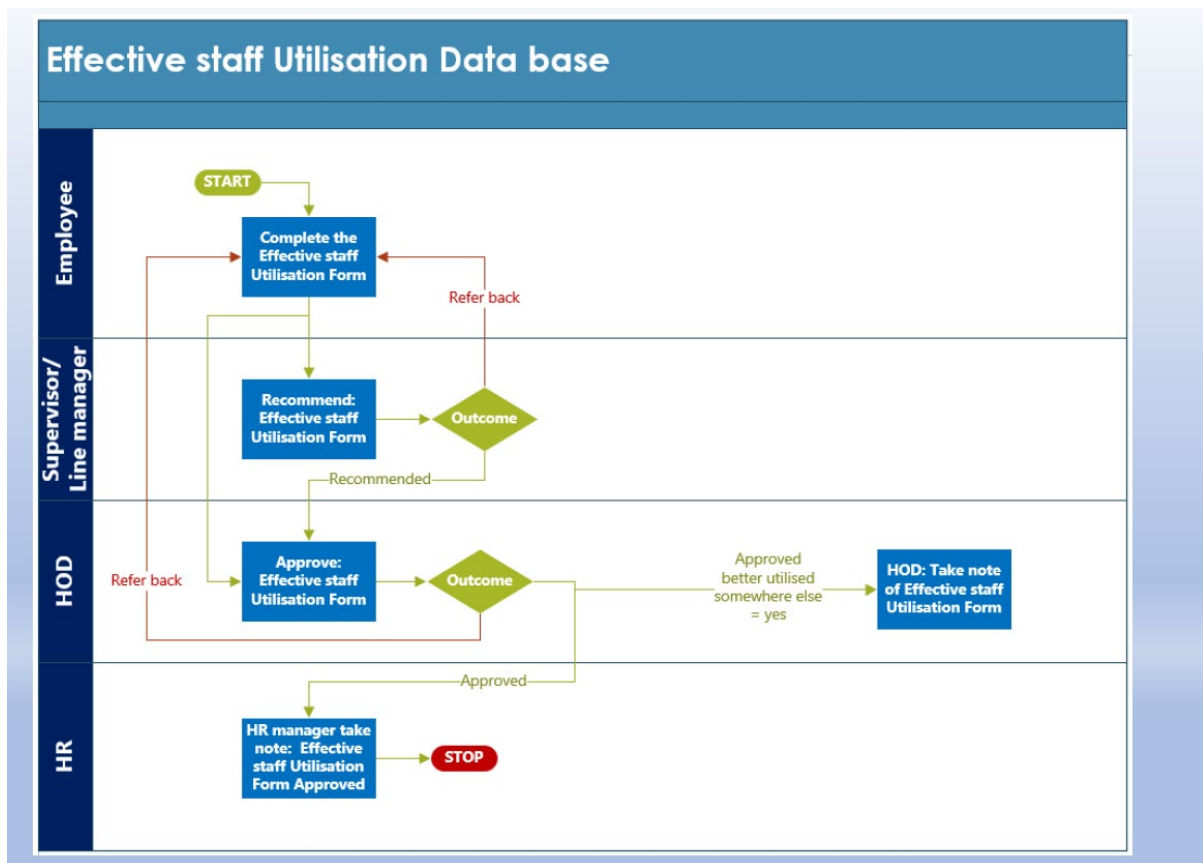 Effective staff Utilisation Data base
Employee
START
Complete the
Effective staff
Utilisation Form
Refer back
Supervisor/
Line manager
Recommend:
Effective staff
Utilisation Form
Outcome
Recommended
HOD
Refer back
Approve:
Effective staff
Utilisation Form
Outcome
Approved
better utilised
somewhere else
= yes
HOD: Take note
of Effective staff
Utilisation Form
HR
Approved
HR manager take
note:  Effective
staff Utilisation
Form Approved
STOP